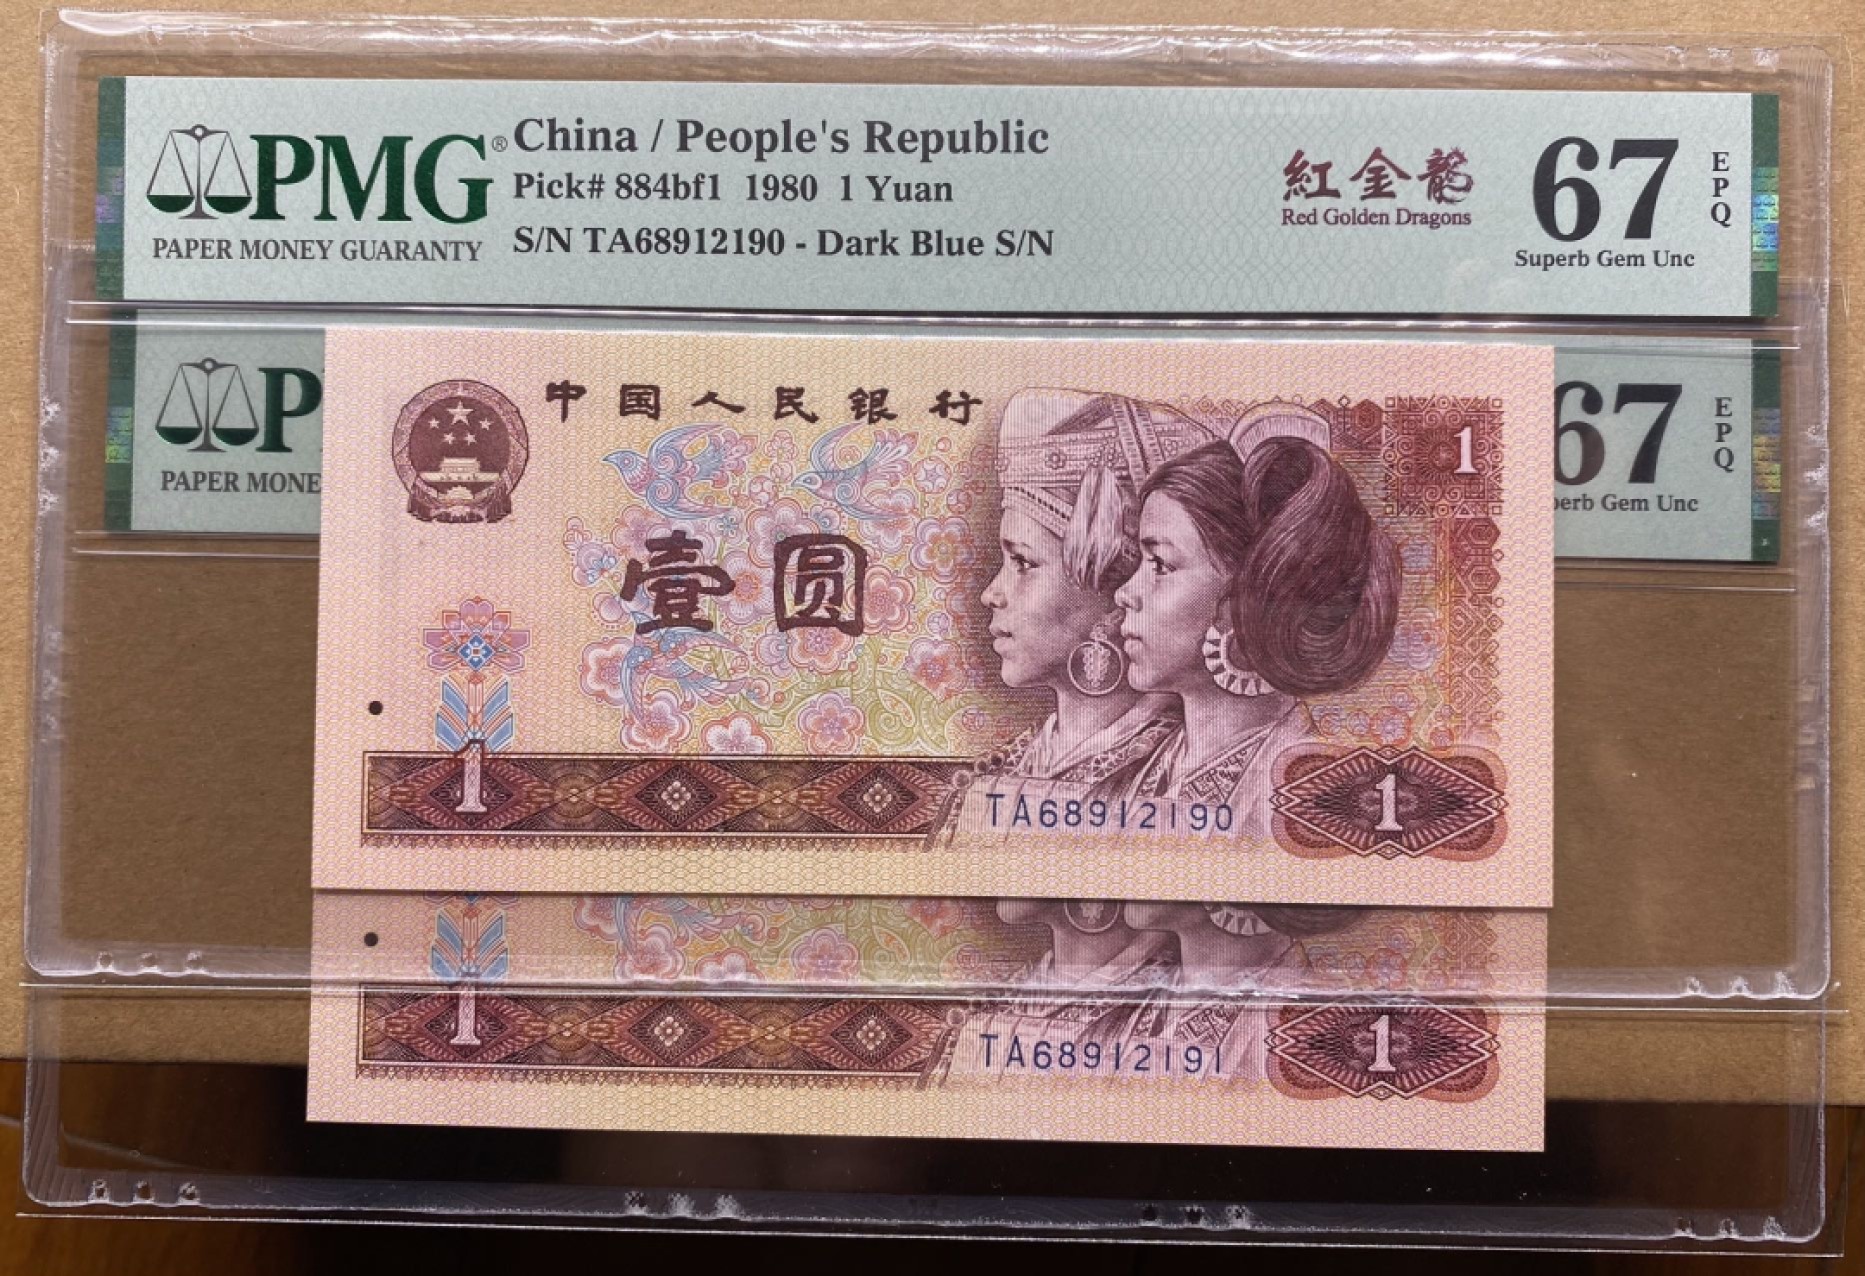 PMG®
PAPER MONEY GUARANTY
China / People's Republic
Pick# 884bf1 1980 1 Yuan
S/N TA68912190 - Dark Blue S/N
紅金龍
Red Golden Dragons
67
EPQ
Superb Gem Unc
P
PAPER MONE
67
EPQ
perb Gem Unc
中国人民银行
1
壹圆
1
TA68912190
1
1
TA68912191
1